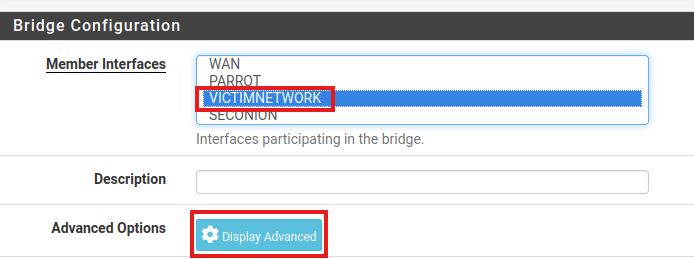 Bridge Configuration
Member Interfaces
WAN
PARROT
VICTIMNETWORK
SECONION
Interfaces participating in the bridge.
Description
Advanced Options
Display Advanced